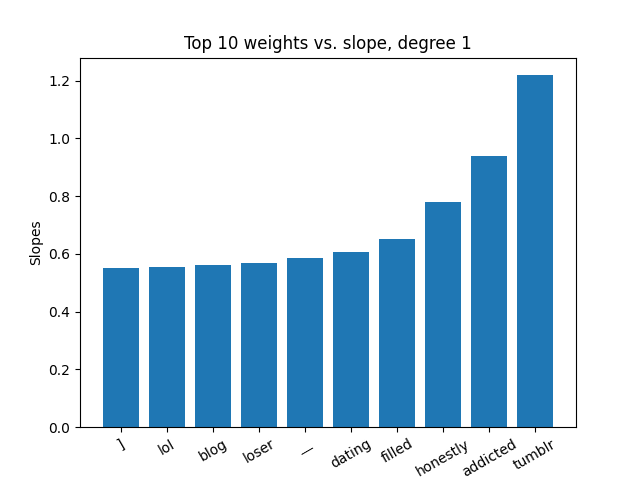 Top 10 weights vs. slope, degree 1
Slopes
1.2
1.0
0.8
0.6
0.4
0.2
0.0
]
lol
blog
loser
—
dating
filled
honestly
addicted
tumblr